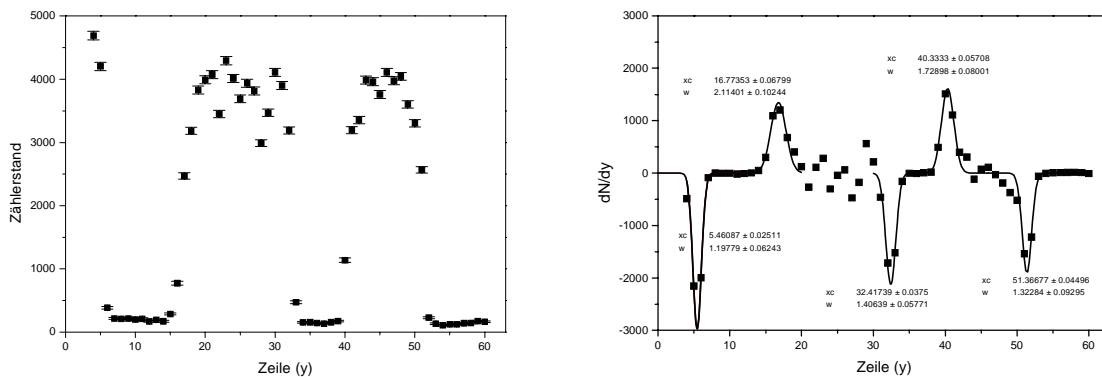 5000
4000
3000
2000
1000
0
0 10 20 30 40 50 60
Zählerstand
Zeile (y)
3000
2000
1000
0
-1000
-2000
-3000
0 10 20 30 40 50 60
dN/dy
Zeile (y)
xc 16.77353 ± 0.06799
w 2.11401 ± 0.10244
xc 40.3333 ± 0.05708
w 1.72898 ± 0.08001
xc 5.46087 ± 0.02511
w 1.19779 ± 0.06243
xc 32.41739 ± 0.0375
w 1.40639 ± 0.05771
xc 51.36677 ± 0.04496
w 1.32284 ± 0.09295